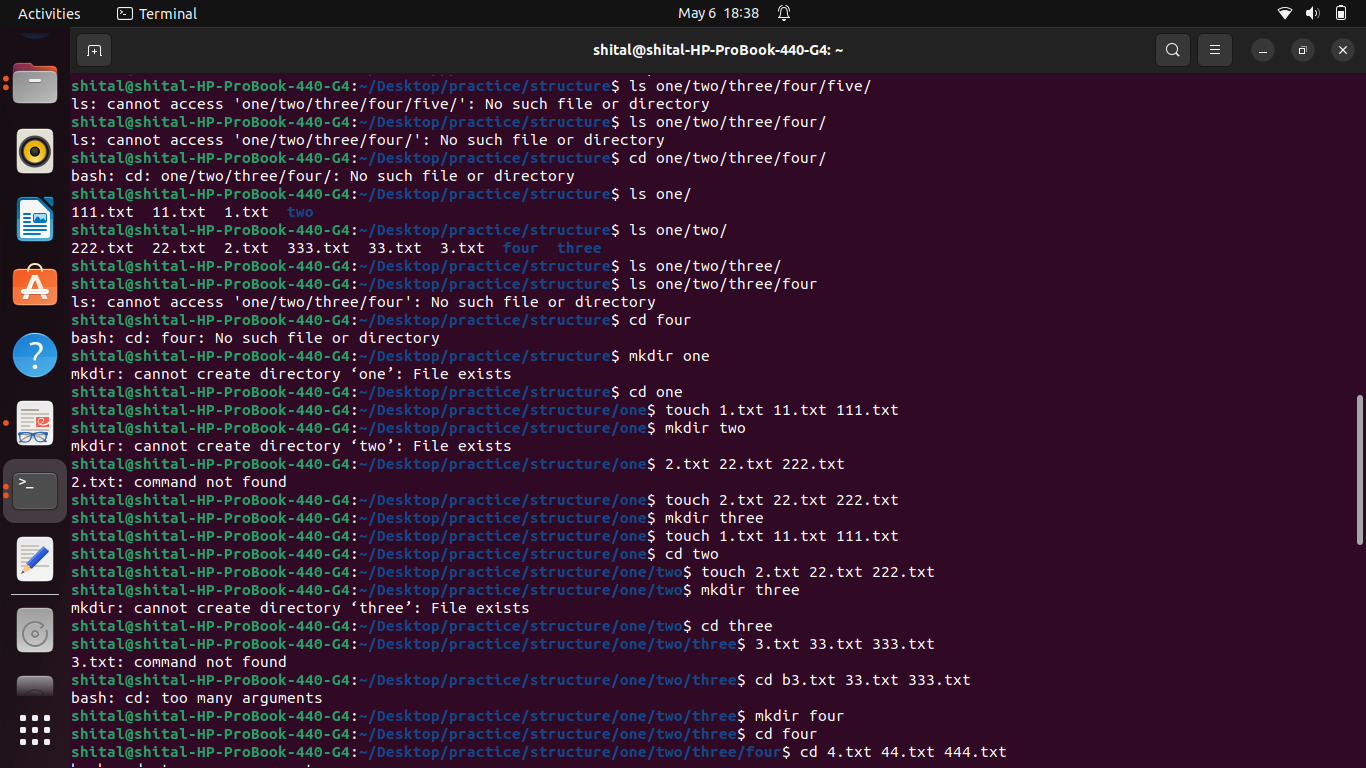 Activities
Terminal
May 6 18:38
shital@shital-HP-ProBook-440-G4: ~
shital@shital-HP-ProBook-440-G4:~/Desktop/practice/structure$ ls one/two/three/four/five/
ls: cannot access 'one/two/three/four/five/': No such file or directory
shital@shital-HP-ProBook-440-G4:~/Desktop/practice/structure$ ls one/two/three/four/
ls: cannot access 'one/two/three/four/': No such file or directory
shital@shital-HP-ProBook-440-G4:~/Desktop/practice/structure$ cd one/two/three/four/
bash: cd: one/two/three/four/: No such file or directory
shital@shital-HP-ProBook-440-G4:~/Desktop/practice/structure$ ls one/
111.txt  11.txt  1.txt  two
shital@shital-HP-ProBook-440-G4:~/Desktop/practice/structure$ ls one/two/
222.txt  22.txt  2.txt  333.txt  33.txt  3.txt  four  three
shital@shital-HP-ProBook-440-G4:~/Desktop/practice/structure$ ls one/two/three/
shital@shital-HP-ProBook-440-G4:~/Desktop/practice/structure$ ls one/two/three/four
ls: cannot access 'one/two/three/four': No such file or directory
shital@shital-HP-ProBook-440-G4:~/Desktop/practice/structure$ cd four
bash: cd: four: No such file or directory
shital@shital-HP-ProBook-440-G4:~/Desktop/practice/structure$ mkdir one
mkdir: cannot create directory ‘one’: File exists
shital@shital-HP-ProBook-440-G4:~/Desktop/practice/structure$ cd one
shital@shital-HP-ProBook-440-G4:~/Desktop/practice/structure/one$ touch 1.txt 11.txt 111.txt
shital@shital-HP-ProBook-440-G4:~/Desktop/practice/structure/one$ mkdir two
mkdir: cannot create directory ‘two’: File exists
shital@shital-HP-ProBook-440-G4:~/Desktop/practice/structure/one$ 2.txt 22.txt 222.txt
2.txt: command not found
shital@shital-HP-ProBook-440-G4:~/Desktop/practice/structure/one$ touch 2.txt 22.txt 222.txt
shital@shital-HP-ProBook-440-G4:~/Desktop/practice/structure/one$ mkdir three
shital@shital-HP-ProBook-440-G4:~/Desktop/practice/structure/one$ touch 1.txt 11.txt 111.txt
shital@shital-HP-ProBook-440-G4:~/Desktop/practice/structure/one$ cd two
shital@shital-HP-ProBook-440-G4:~/Desktop/practice/structure/one/two$ touch 2.txt 22.txt 222.txt
shital@shital-HP-ProBook-440-G4:~/Desktop/practice/structure/one/two$ mkdir three
mkdir: cannot create directory ‘three’: File exists
shital@shital-HP-ProBook-440-G4:~/Desktop/practice/structure/one/two$ cd three
shital@shital-HP-ProBook-440-G4:~/Desktop/practice/structure/one/two/three$ 3.txt 33.txt 333.txt
3.txt: command not found
shital@shital-HP-ProBook-440-G4:~/Desktop/practice/structure/one/two/three$ cd b3.txt 33.txt 333.txt
bash: cd: too many arguments
shital@shital-HP-ProBook-440-G4:~/Desktop/practice/structure/one/two/three$ mkdir four
shital@shital-HP-ProBook-440-G4:~/Desktop/practice/structure/one/two/three$ cd four
shital@shital-HP-ProBook-440-G4:~/Desktop/practice/structure/one/two/three/four$ cd 4.txt 44.txt 444.txt